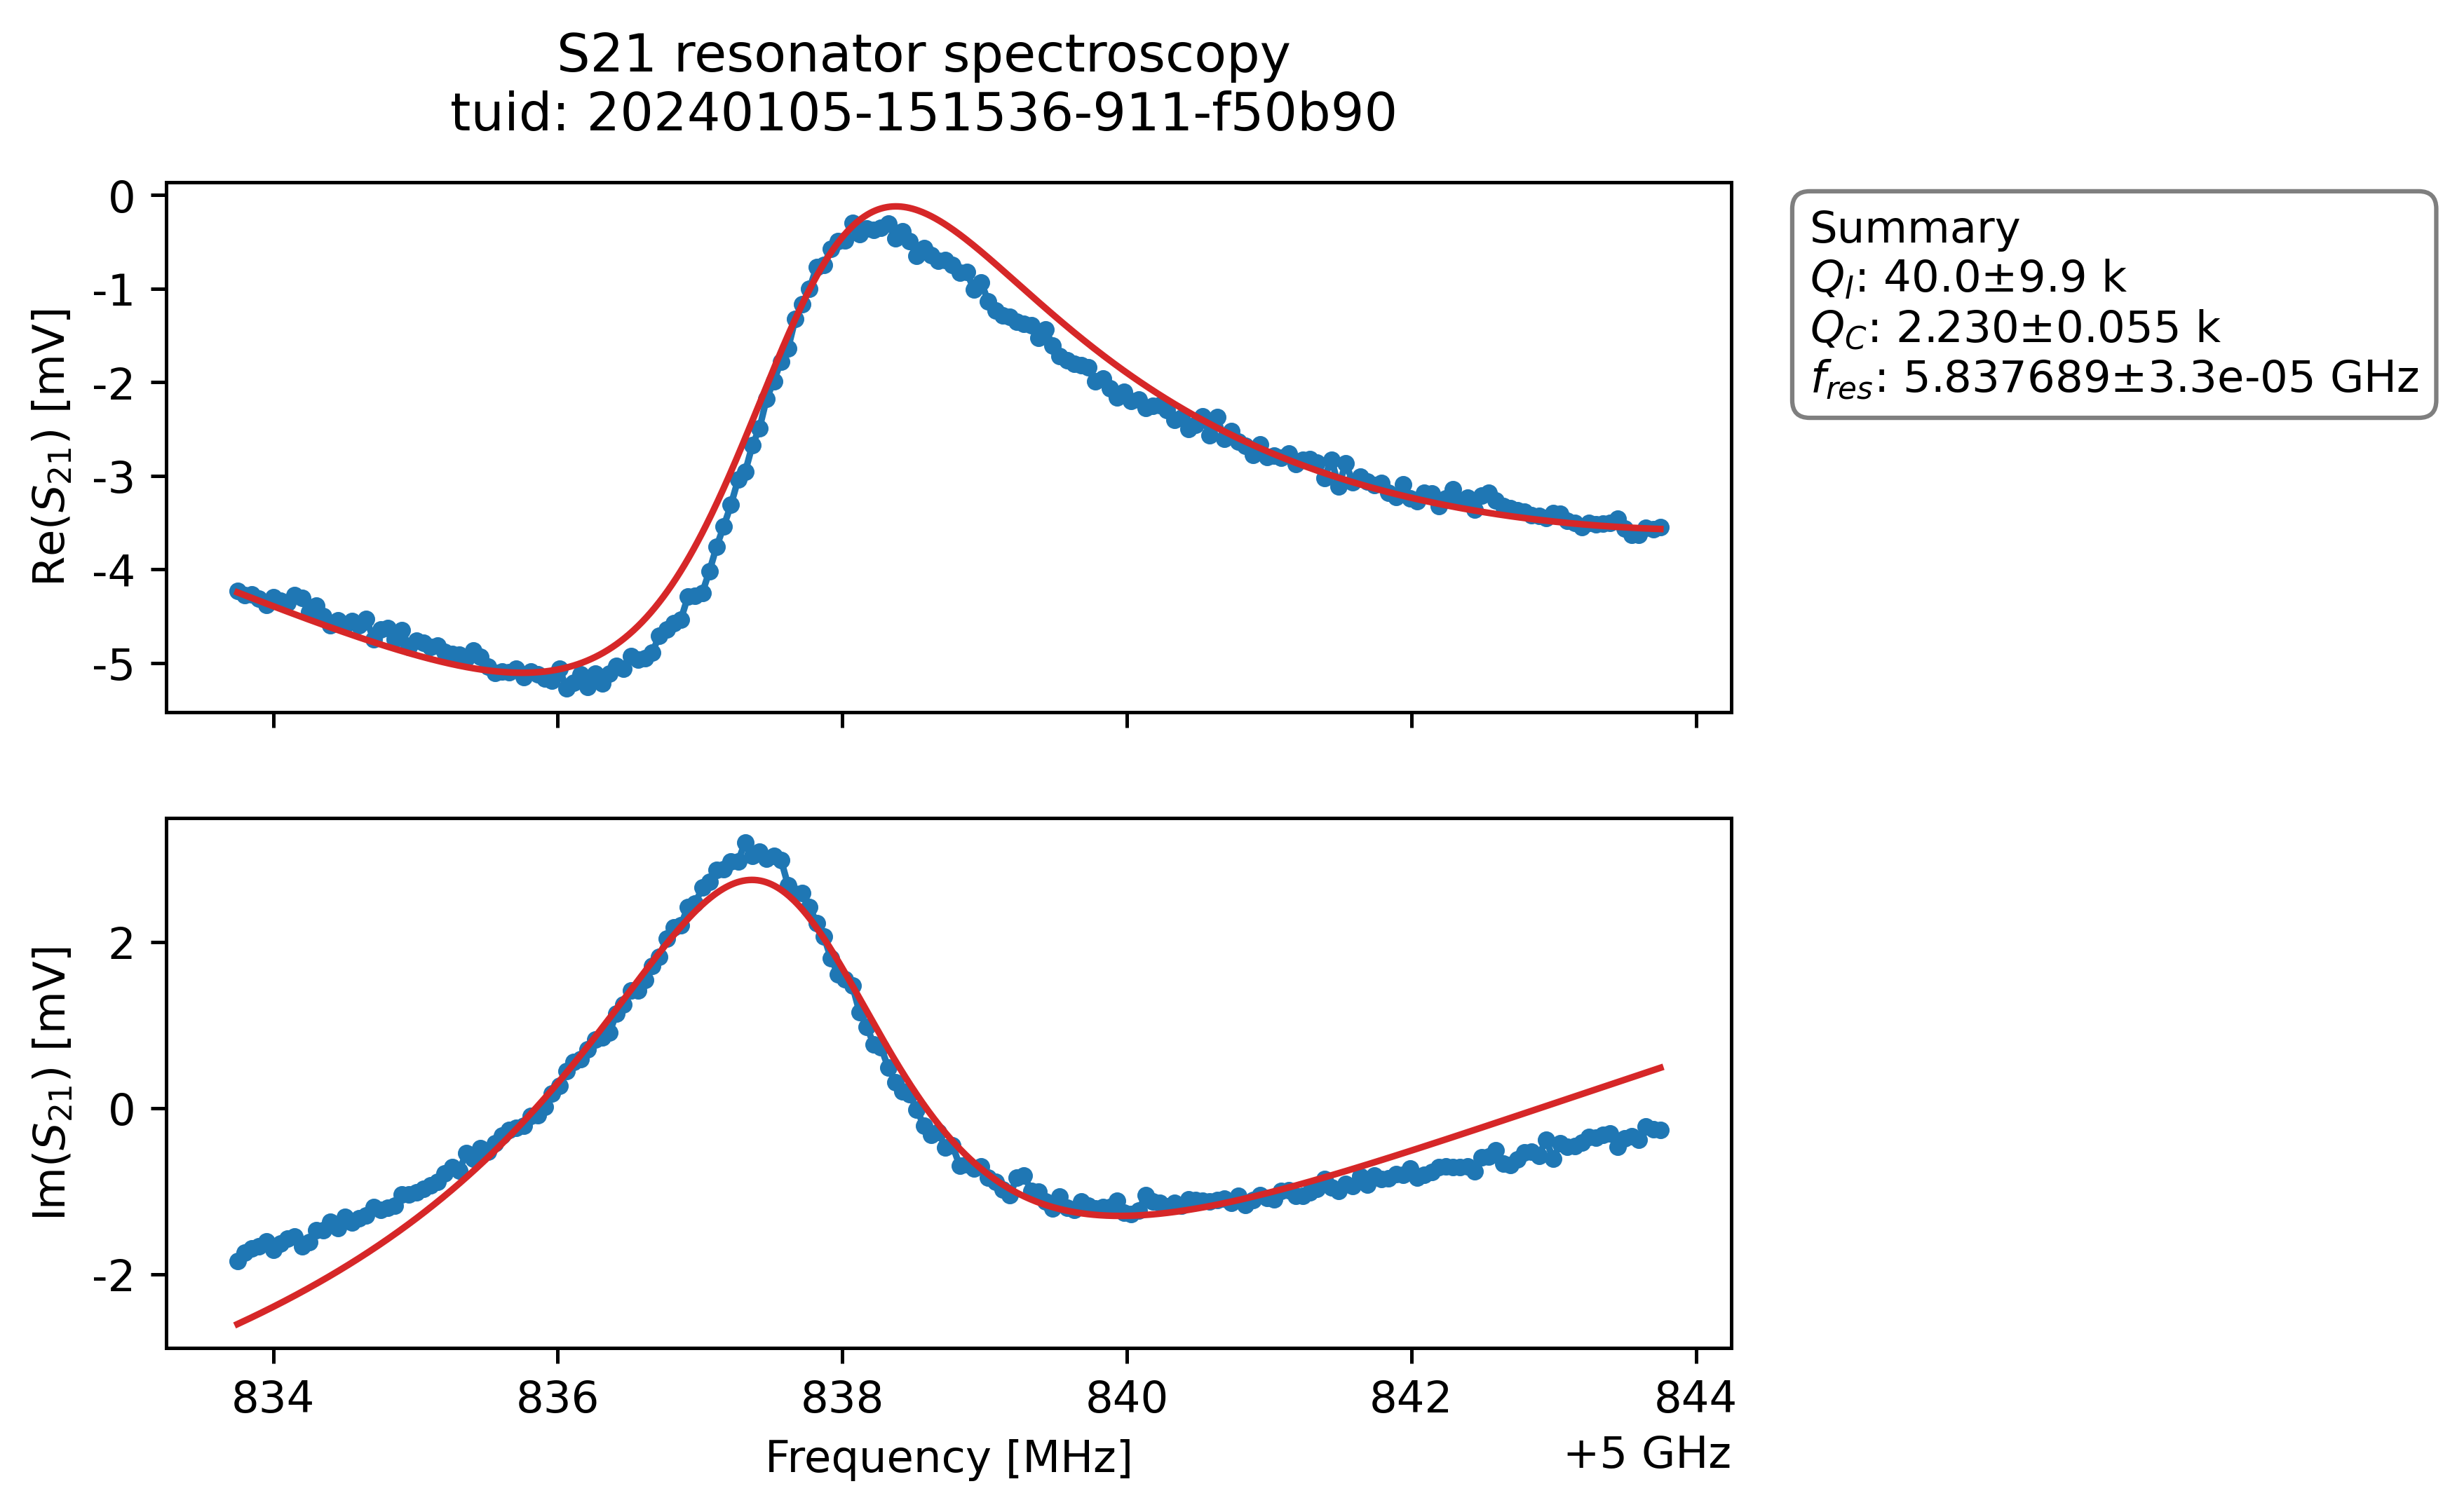 S21 resonator spectroscopy
tuid: 20240105-151536-911-f50b90
0
-1
-2
-3
-4
-5
Re(S21) [mV]
Summary
QI: 40.0±9.9 k
QC: 2.230±0.055 k
fres: 5.837689±3.3e-05 GHz
2
0
-2
Im(S21) [mV]
834 836 838 840 842 844
Frequency [MHz]
+5 GHz